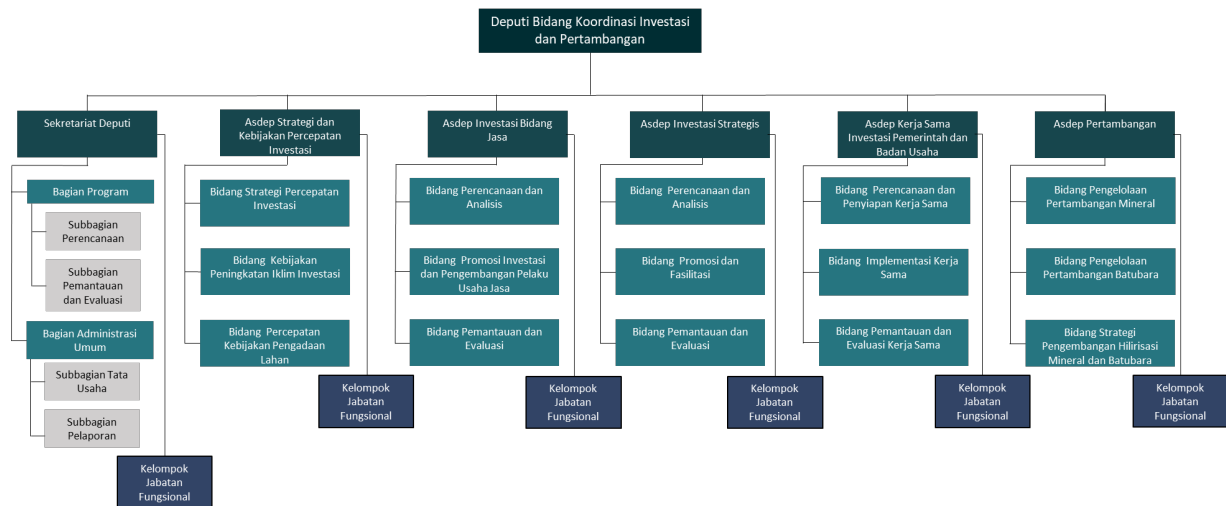 Deputi Bidang Koordinasi Investasi
dan Pertambangan
Sekretariat Deputi
Bagian Program
Subbagian
Perencanaan
Subbagian
Pemantauan
dan Evaluasi
Bagian Administrasi
Umum
Subbagian Tata
Usaha
Subbagian
Pelaporan
Kelompok
Jabatan
Fungsional
Asdep Strategi dan
Kebijakan Percepatan
Investasi
Bidang Strategi Percepatan
Investasi
Bidang Kebijakan
Peningkatan Iklim Investasi
Bidang Percepatan
Kebijakan Pengadaan
Lahan
Kelompok
Jabatan
Fungsional
Asdep Investasi Bidang
Jasa
Bidang Perencanaan dan
Analisis
Bidang Promosi Investasi
dan Pengembangan Pelaku
Usaha Jasa
Bidang Pemantauan dan
Evaluasi
Kelompok
Jabatan
Fungsional
Asdep Investasi Strategis
Bidang Perencanaan dan
Analisis
Bidang Promosi dan
Fasilitasi
Bidang Pemantauan dan
Evaluasi
Kelompok
Jabatan
Fungsional
Asdep Kerja Sama
Investasi Pemerintah dan
Badan Usaha
Bidang Perencanaan dan
Penyiapan Kerja Sama
Bidang Implementasi Kerja
Sama
Bidang Pemantauan dan
Evaluasi Kerja Sama
Kelompok
Jabatan
Fungsional
Asdep Pertambangan
Bidang Pengelolaan
Pertambangan Mineral
Bidang Pengelolaan
Pertambangan Batubara
Bidang Strategi
Pengembangan Hilirisasi
Mineral dan Batubara
Kelompok
Jabatan
Fungsional